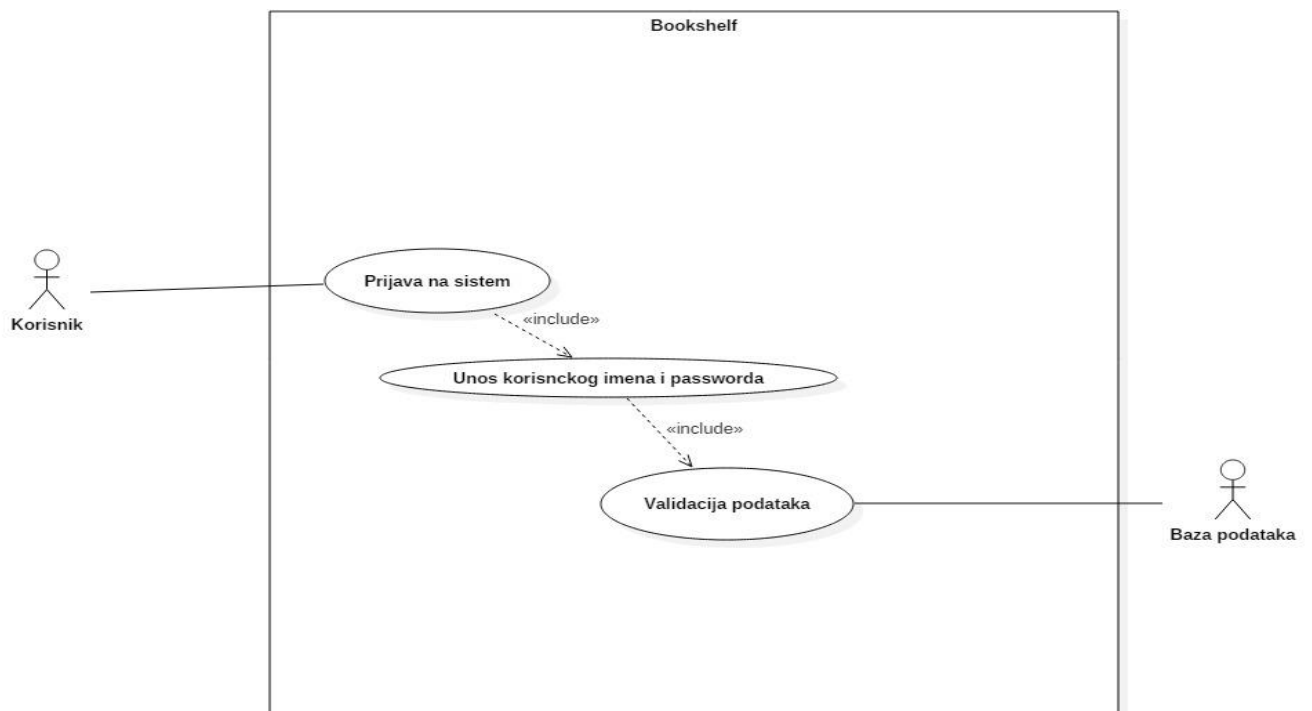 Bookshelf
Prijava na sistem
Korisnik
«include»
Unos korisnckog imena i passworda
«include»
Validacija podataka
Baza podataka